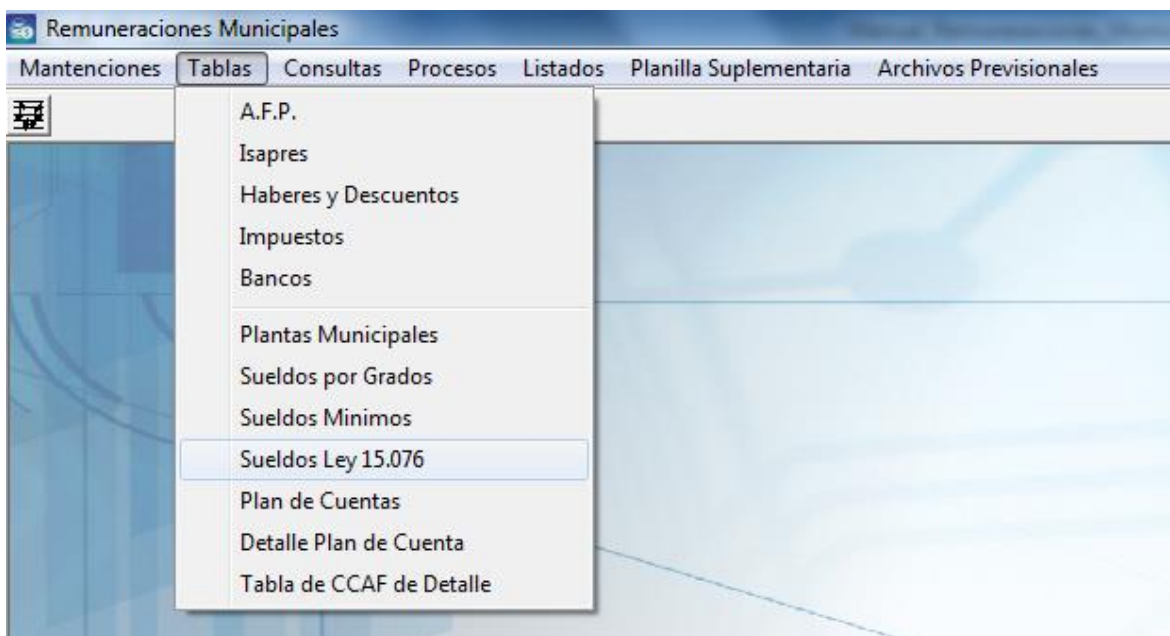 Remuneraciones Municipales
Mantenciones Tablas Consultas Procesos Listados Planilla Suplementaria Archivos Previsionales
A.F.P.
Isapres
Haberes y Descuentos
Impuestos
Bancos
Plantas Municipales
Sueldos por Grados
Sueldos Minimos
Sueldos Ley 15.076
Plan de Cuentas
Detalle Plan de Cuenta
Tabla de CCAF de Detalle